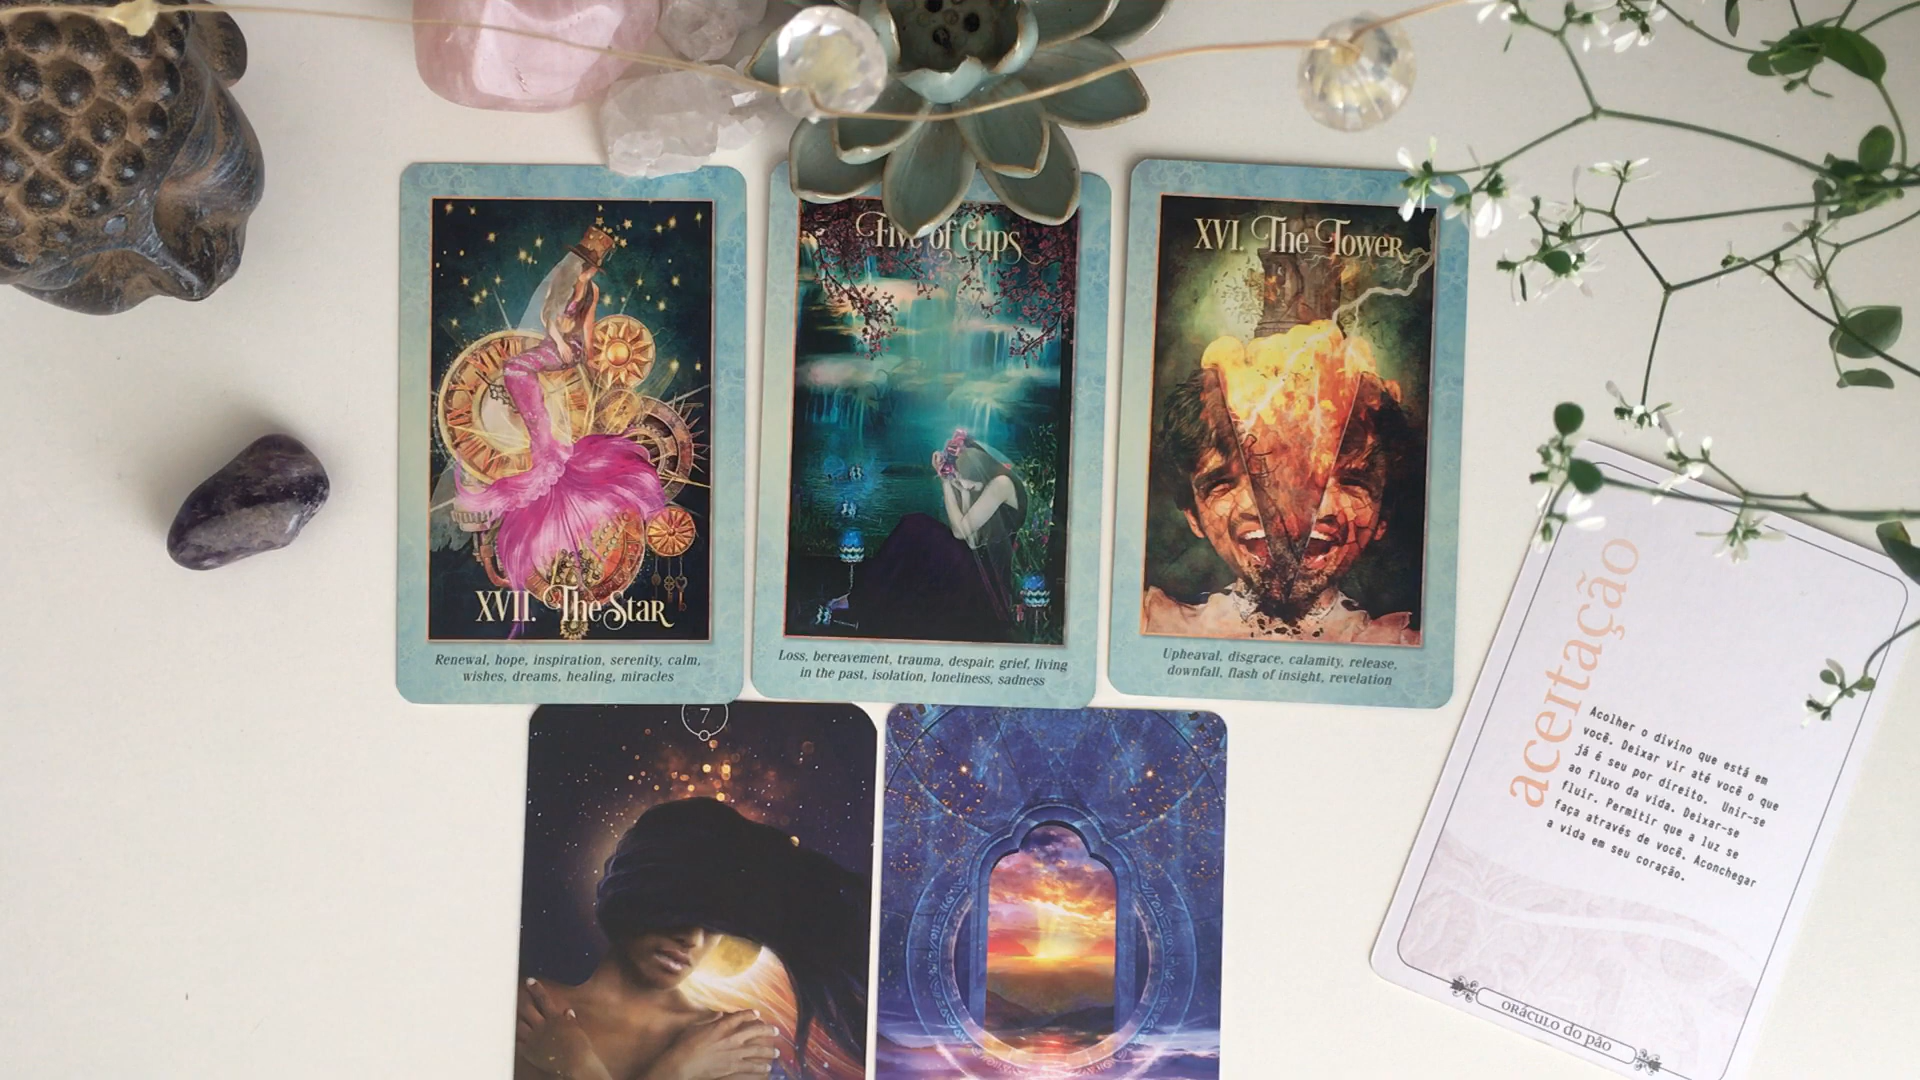 XVII. The Star
Renewal, hope, inspiration, serenity, calm,
wishes, dreams, healing, miracles
Five of Cups
Loss, bereavement, trauma, despair, grief, living
in the past, isolation, loneliness, sadness
XVI. The Tower
Upheaval, disgrace, calamity, release,
downfall, flash of insight, revelation
7
aceitação
Acolher o divino que está em
você. Deixar vir até você o que
já é seu por direito. Unir-se
ao fluxo da vida. Deixar-se
fluir. Permitir que a luz se
faça através de você. Aconchegar
a vida em seu coração.
ORÁCULO do pão